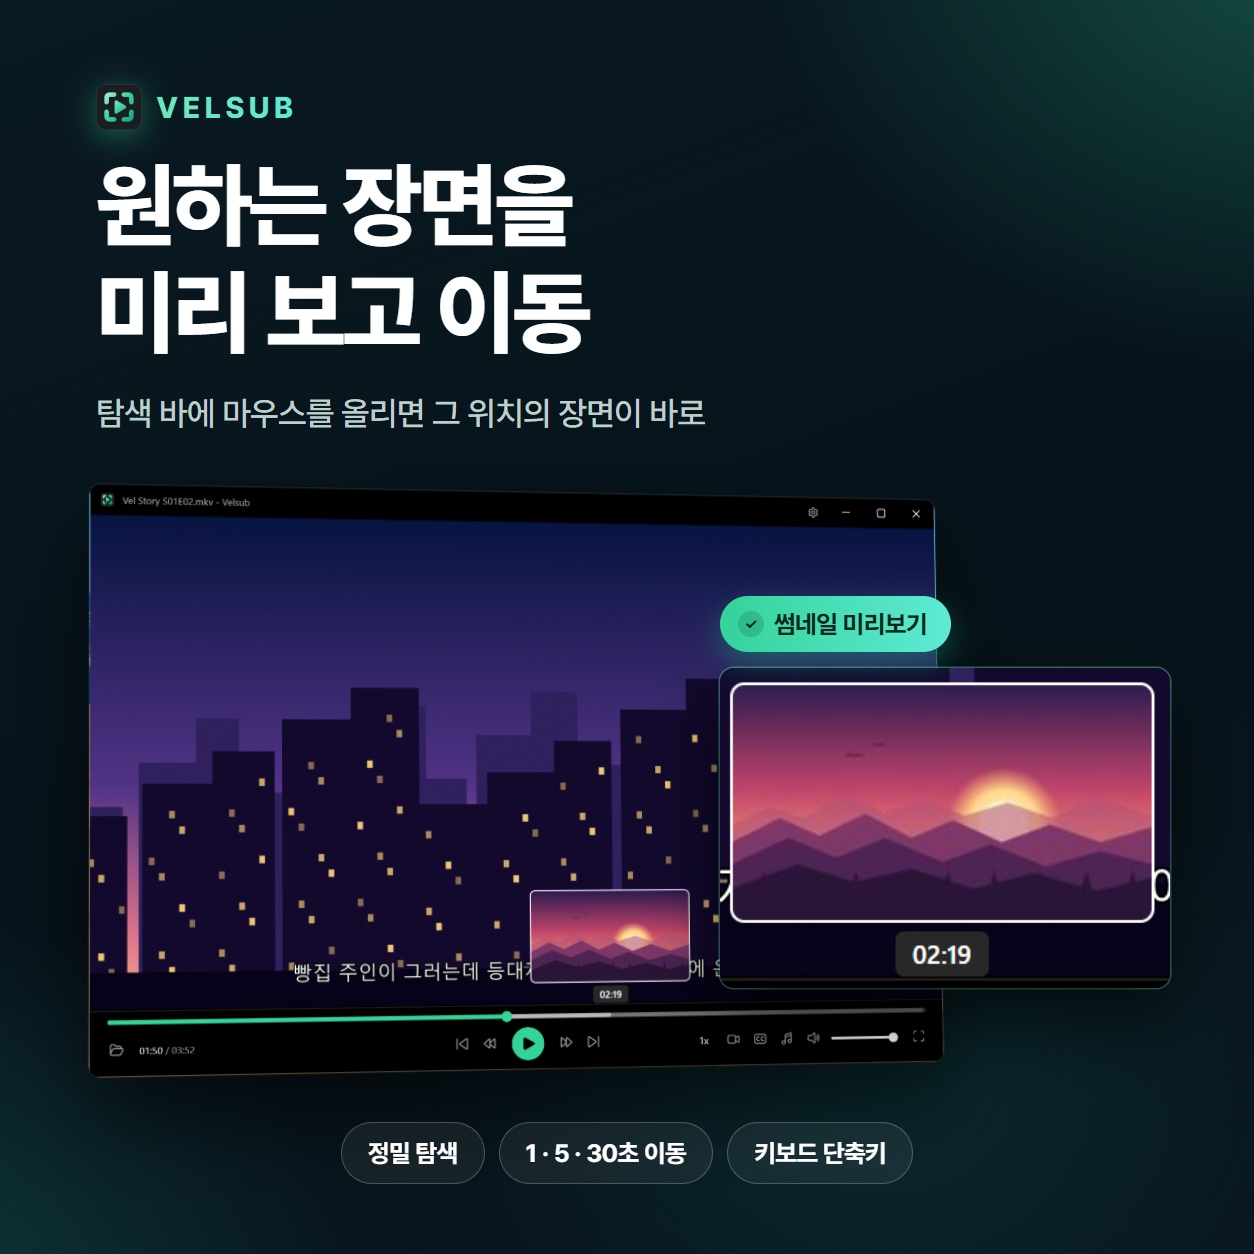 VELSUB
원하는 장면을
미리 보고 이동
탐색 바에 마우스를 올리면 그 위치의 장면이 바로
Vel Story S01E02.mkv - Velsub
썸네일 미리보기
02:19
빵집 주인이 그러는데 등대 에
02:19
01:50 / 03:52
1x
CC
정밀 탐색
1 · 5 · 30초 이동
키보드 단축키